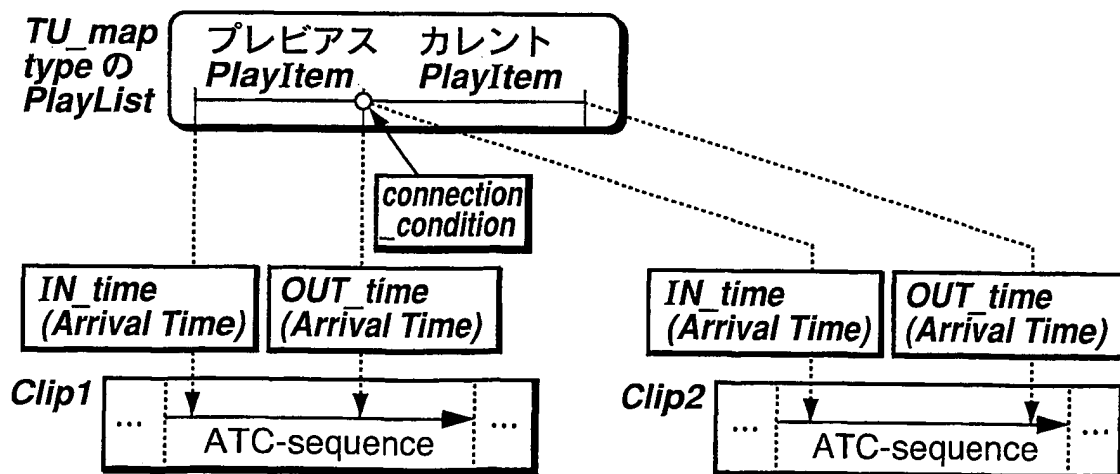 TU_map
type の
PlayList
プレビアス カレント
PlayItem PlayItem
connection
_condition
IN_time
(Arrival Time)
OUT_time
(Arrival Time)
IN_time
(Arrival Time)
OUT_time
(Arrival Time)
Clip1
...
ATC-sequence
...
Clip2
...
ATC-sequence
...